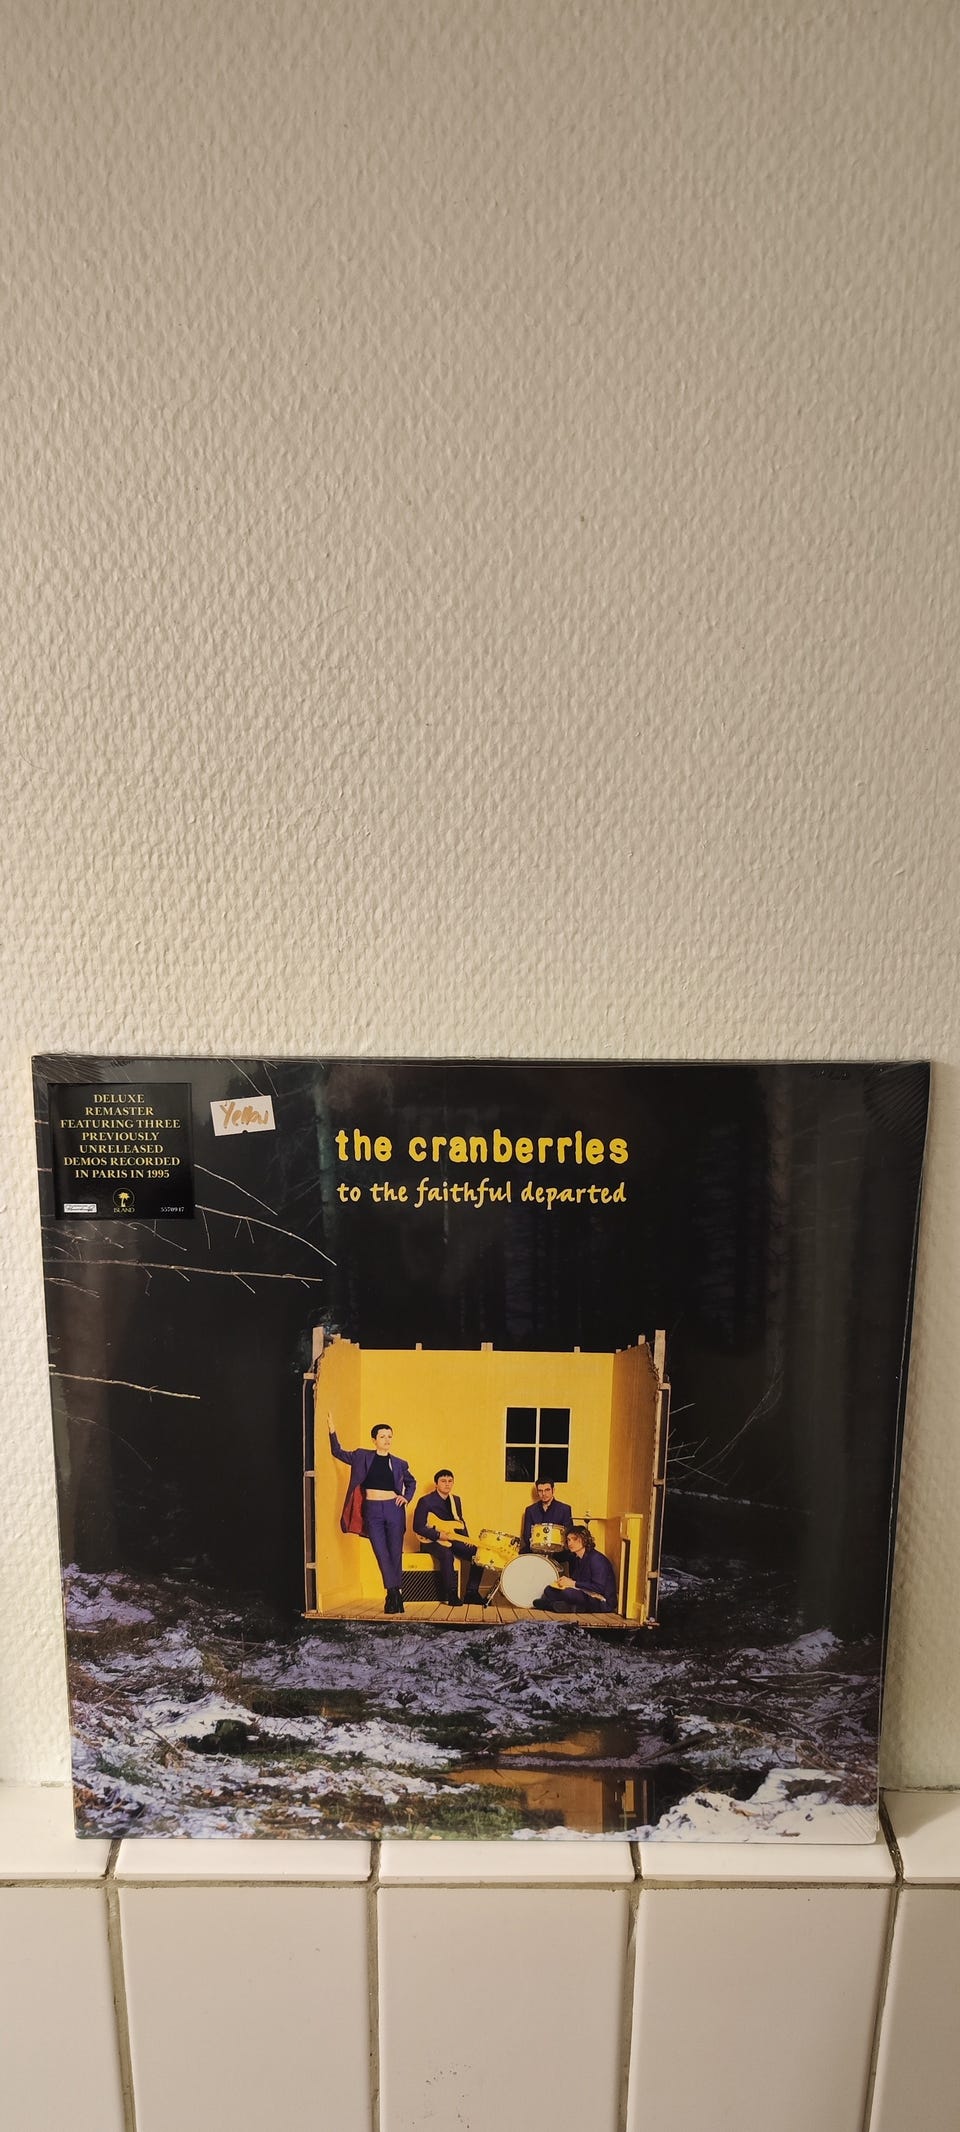 DELUXE
REMASTER
FEATURING THREE
PREVIOUSLY
UNRELEASED
DEMOS RECORDED
IN PARIS IN 1995
ISLAND
5570947
Yellow
the cranberries
to the faithful departed